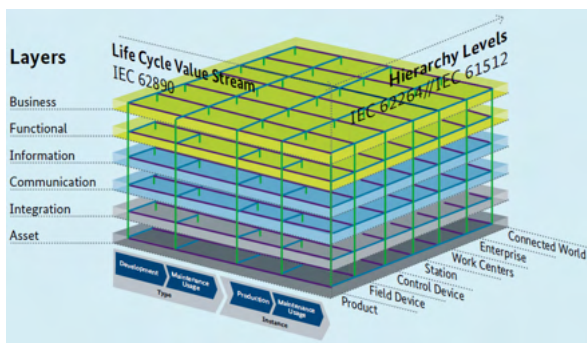 Layers
Life Cycle Value Stream
IEC 62890
Hierarchy Levels
IEC 62264//IEC 61512
Business
Functional
Information
Communication
Integration
Asset
Development
Maintenance
Usage
Type
Production
Maintenance
Usage
Instance
Product
Field Device
Control Device
Station
Work Centers
Enterprise
Connected World